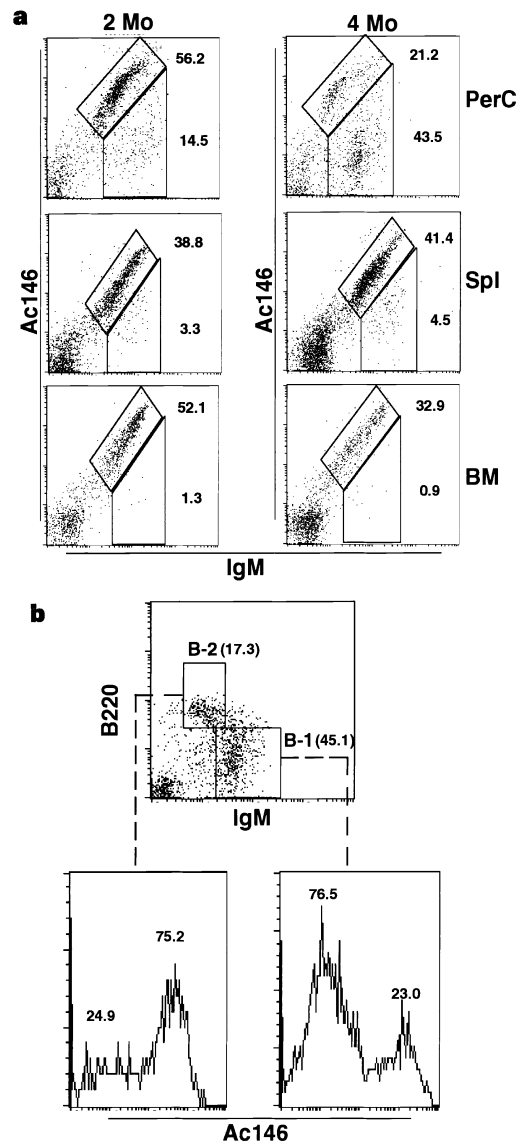 a
2 Mo 4 Mo
56.2 21.2
PerC
14.5 43.5
38.8 41.4
Ac146 Ac146 Spl
3.3 4.5
52.1 32.9
BM
1.3 0.9
IgM
b
B-2 (17.3)
B220
B-1 (45.1)
IgM
76.5
75.2
23.0
24.9
Ac146